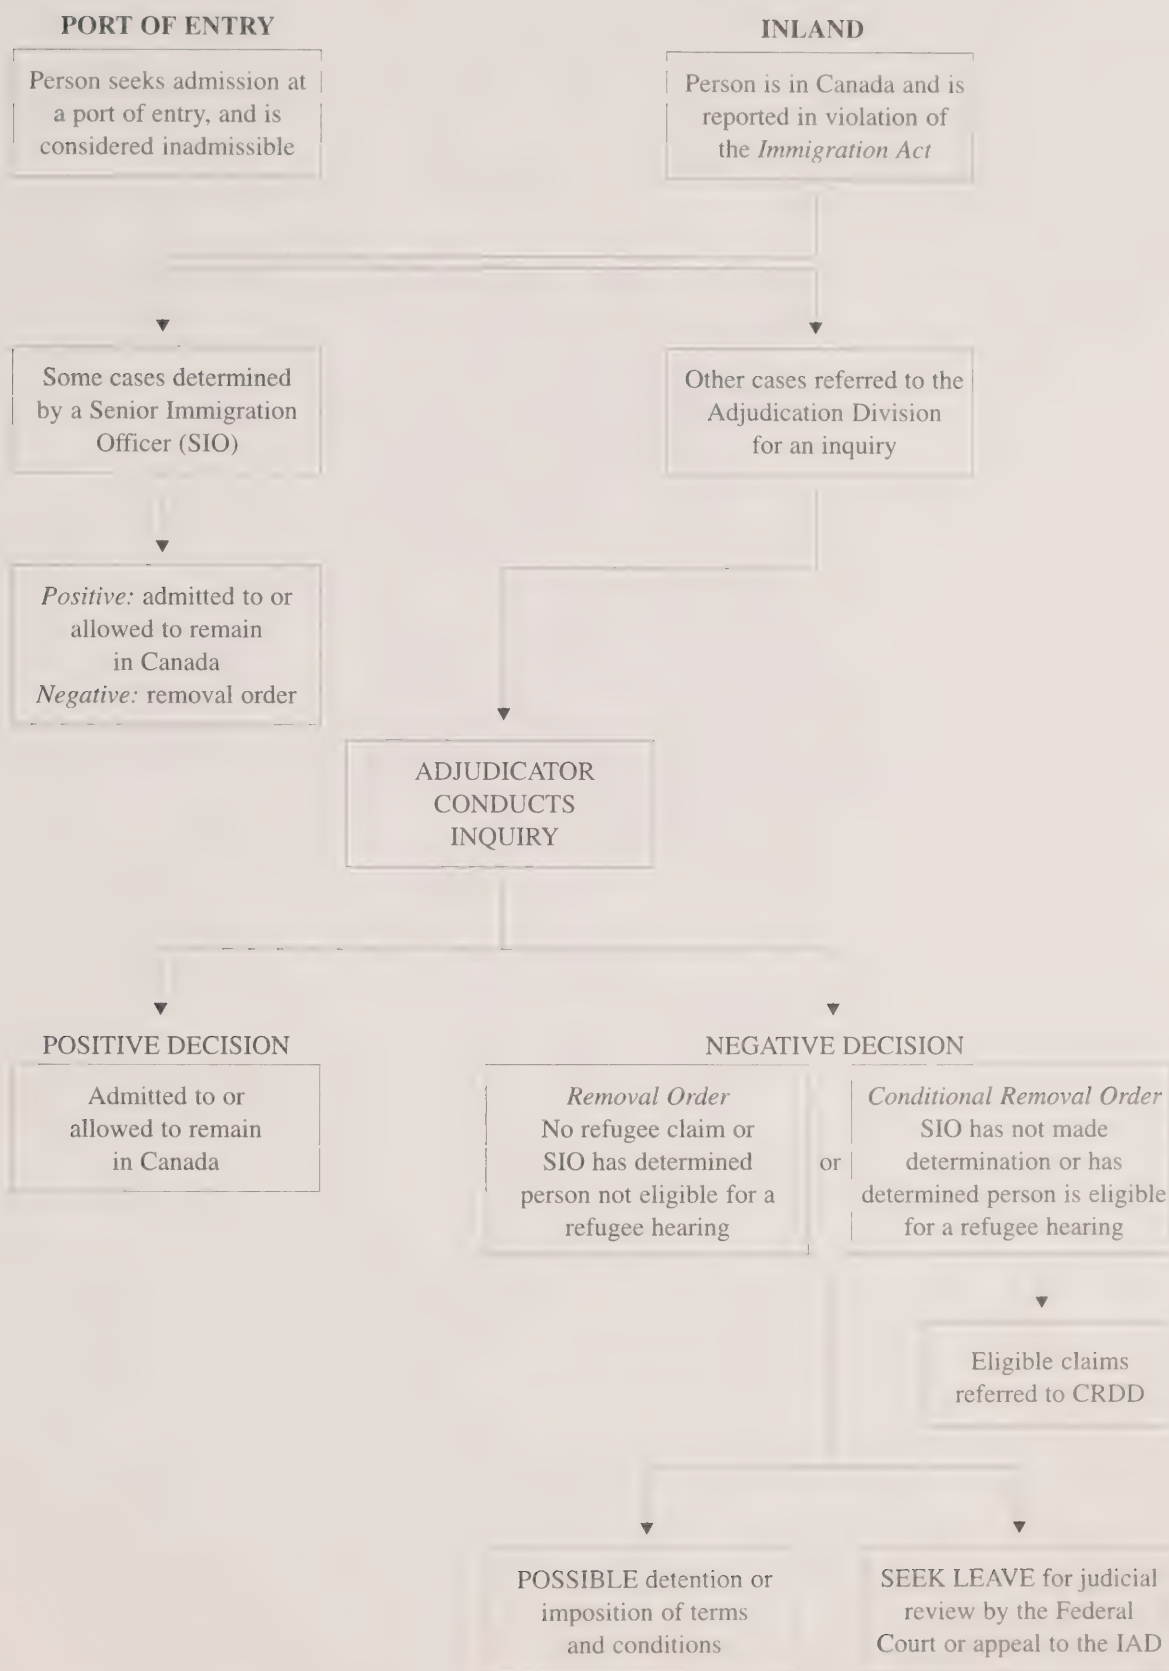 PORT OF ENTRY
Person seeks admission at
a port of entry, and is
considered inadmissible
INLAND
Person is in Canada and is
reported in violation of
the Immigration Act
Some cases determined
by a Senior Immigration
Officer (SIO)
Other cases referred to the
Adjudication Division
for an inquiry
Positive: admitted to or
allowed to remain
in Canada
Negative: removal order
ADJUDICATOR
CONDUCTS
INQUIRY
POSITIVE DECISION
Admitted to or
allowed to remain
in Canada
NEGATIVE DECISION
Removal Order
No refugee claim or
SIO has determined
person not eligible for a
refugee hearing
or
Conditional Removal Order
SIO has not made
determination or has
determined person is eligible
for a refugee hearing
Eligible claims
referred to CRDD
POSSIBLE detention or
imposition of terms
and conditions
SEEK LEAVE for judicial
review by the Federal
Court or appeal to the IAD